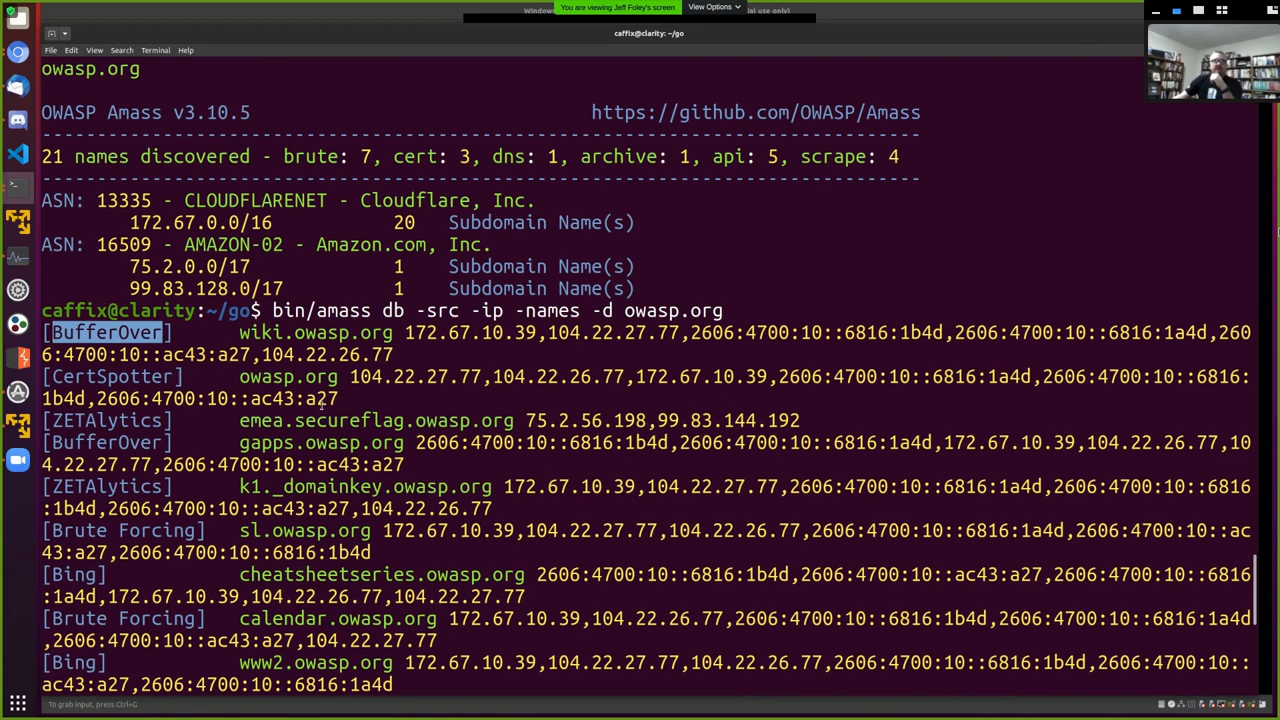 Windows
You are viewing Jeff Foley's screen
View Options
ial use only)
caffix@clarity: ~/go
File Edit View Search Terminal Help
owasp.org
OWASP Amass v3.10.5 https://github.com/OWASP/Amass
--------------------------------------------------------------------------------
21 names discovered - brute: 7, cert: 3, dns: 1, archive: 1, api: 5, scrape: 4
--------------------------------------------------------------------------------
ASN: 13335 - CLOUDFLARENET - Cloudflare, Inc.
172.67.0.0/16 20 Subdomain Name(s)
ASN: 16509 - AMAZON-02 - Amazon.com, Inc.
75.2.0.0/17 1 Subdomain Name(s)
99.83.128.0/17 1 Subdomain Name(s)
caffix@clarity:~/go$ bin/amass db -src -ip -names -d owasp.org
[BufferOver] wiki.owasp.org 172.67.10.39,104.22.27.77,2606:4700:10::6816:1b4d,2606:4700:10::6816:1a4d,260
6:4700:10::ac43:a27,104.22.26.77
[CertSpotter] owasp.org 104.22.27.77,104.22.26.77,172.67.10.39,2606:4700:10::6816:1a4d,2606:4700:10::6816:
1b4d,2606:4700:10::ac43:a27
[ZETAlytics] emea.secureflag.owasp.org 75.2.56.198,99.83.144.192
[BufferOver] gapps.owasp.org 2606:4700:10::6816:1b4d,2606:4700:10::6816:1a4d,172.67.10.39,104.22.26.77,10
4.22.27.77,2606:4700:10::ac43:a27
[ZETAlytics] k1._domainkey.owasp.org 172.67.10.39,104.22.27.77,2606:4700:10::6816:1a4d,2606:4700:10::6816
:1b4d,2606:4700:10::ac43:a27,104.22.26.77
[Brute Forcing] sl.owasp.org 172.67.10.39,104.22.27.77,104.22.26.77,2606:4700:10::6816:1a4d,2606:4700:10::ac
43:a27,2606:4700:10::6816:1b4d
[Bing] cheatsheetseries.owasp.org 2606:4700:10::6816:1b4d,2606:4700:10::ac43:a27,2606:4700:10::6816
:1a4d,172.67.10.39,104.22.26.77,104.22.27.77
[Brute Forcing] calendar.owasp.org 172.67.10.39,104.22.26.77,2606:4700:10::6816:1b4d,2606:4700:10::6816:1a4d
,2606:4700:10::ac43:a27,104.22.27.77
[Bing] www2.owasp.org 172.67.10.39,104.22.27.77,104.22.26.77,2606:4700:10::6816:1b4d,2606:4700:10::
ac43:a27,2606:4700:10::6816:1a4d
To grab input, press Ctrl+G